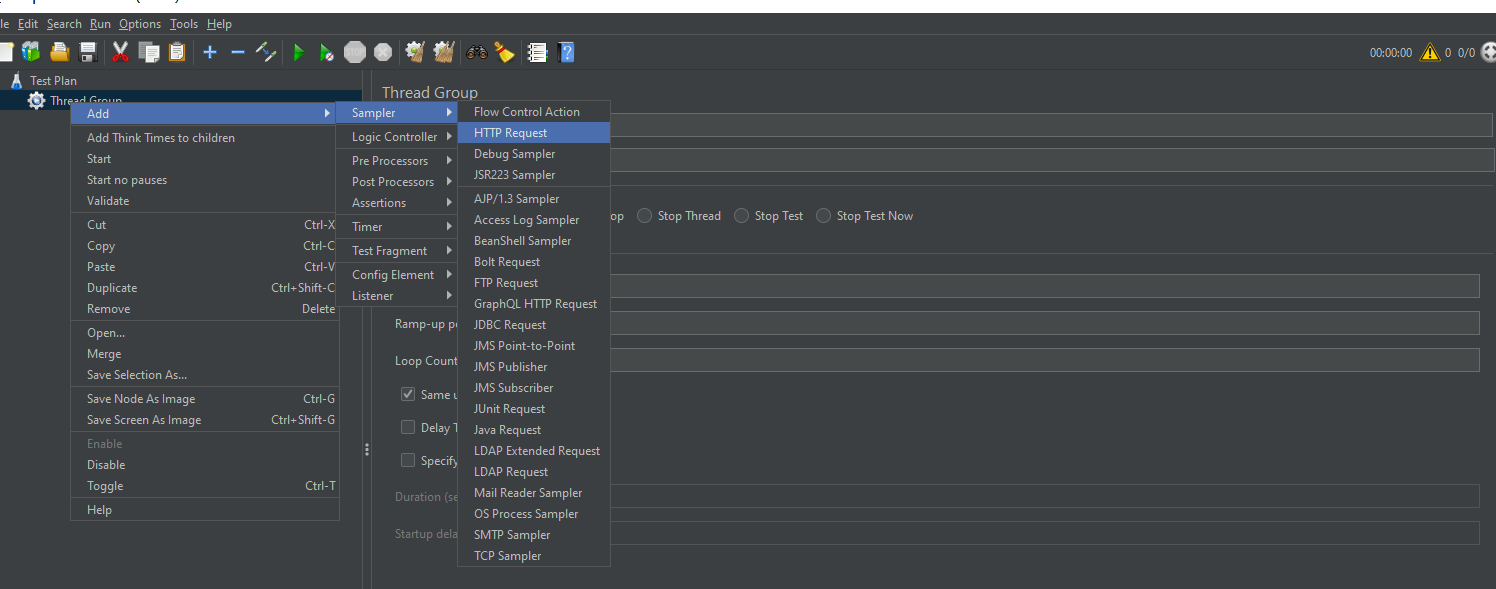 le Edit Search Run Options Tools Help
00:00:00 0 0/0
Test Plan
Thread Group
Thread Group
Add
Add Think Times to children
Start
Start no pauses
Validate
Cut Ctrl-X
Copy Ctrl-C
Paste Ctrl-V
Duplicate Ctrl+Shift-C
Remove Delete
Open...
Merge
Save Selection As...
Save Node As Image Ctrl-G
Save Screen As Image Ctrl+Shift-G
Enable
Disable
Toggle Ctrl-T
Help
Sampler
Logic Controller
Pre Processors
Post Processors
Assertions
Timer
Test Fragment
Config Element
Listener
Flow Control Action
HTTP Request
Debug Sampler
JSR223 Sampler
AJP/1.3 Sampler
Access Log Sampler
BeanShell Sampler
Bolt Request
FTP Request
GraphQL HTTP Request
JDBC Request
JMS Point-to-Point
JMS Publisher
JMS Subscriber
JUnit Request
Java Request
LDAP Extended Request
LDAP Request
Mail Reader Sampler
OS Process Sampler
SMTP Sampler
TCP Sampler
op Stop Thread Stop Test Stop Test Now
Ramp-up p
Loop Count
Same u
Delay T
Specify
Duration (se
Startup dela